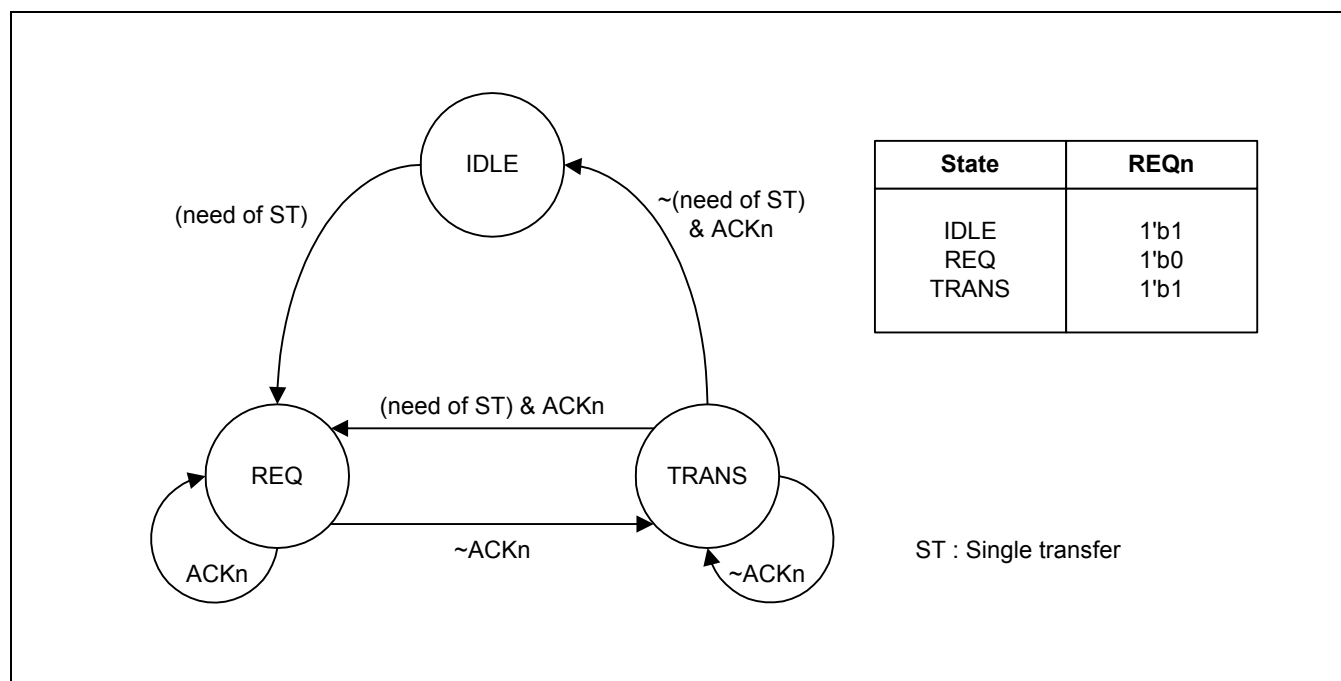 IDLE
(need of ST)
~(need of ST)
& ACKn
(need of ST) & ACKn
REQ
TRANS
~ACKn
ACKn
~ACKn
State REQn
IDLE 1'b1
REQ 1'b0
TRANS 1'b1
ST : Single transfer